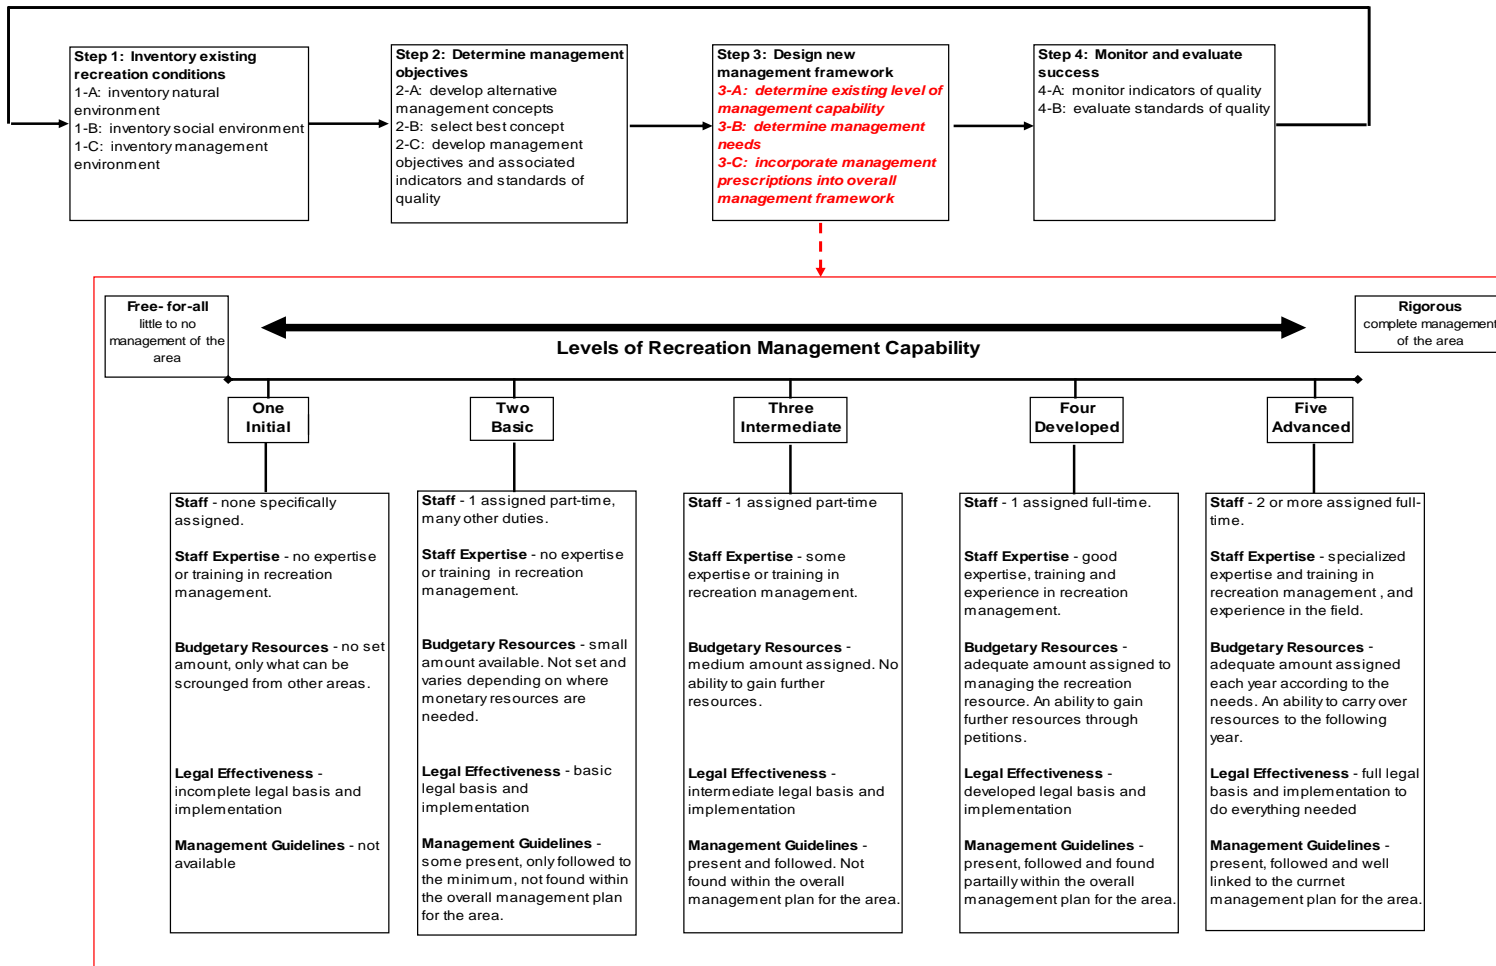 Step 1:  Inventory existing
recreation conditions
1-A:  inventory natural
environment
1-B:  inventory social environment
1-C:  inventory management
environment
Step 2:  Determine management
objectives
2-A:  develop alternative
management concepts
2-B:  select best concept
2-C:  develop management
objectives and associated
indicators and standards of
quality
Step 3:  Design new
management framework
3-A:  determine existing level of
management capability
3-B:  determine management
needs
3-C:  incorporate management
prescriptions into overall
management framework
Step 4:  Monitor and evaluate
success
4-A:  monitor indicators of quality
4-B:  evaluate standards of quality
Free- for-all
little to no
management of the
area
Rigorous
complete management
of the area
Levels of Recreation Management Capability
One
Initial
Two
Basic
Three
Intermediate
Four
Developed
Five
Advanced
Staff - none specifically
assigned.
Staff Expertise - no expertise
or training in recreation
management.
Budgetary Resources - no set
amount, only what can be
scrounged from other areas.
Legal Effectiveness -
incomplete legal basis and
implementation
Management Guidelines - not
available
Staff - 1 assigned part-time,
many other duties.
Staff Expertise - no expertise
or training  in recreation
management.
Budgetary Resources - small
amount available. Not set and
varies depending on where
monetary resources are
needed.
Legal Effectiveness - basic
legal basis and
implementation
Management Guidelines -
some present, only followed to
the minimum, not found within
the overall management plan
for the area.
Staff - 1 assigned part-time
Staff Expertise - some
expertise or training in
recreation management.
Budgetary Resources -
medium amount assigned. No
ability to gain further
resources.
Legal Effectiveness -
intermediate legal basis and
implementation
Management Guidelines -
present and followed. Not
found within the overall
management plan for the area.
Staff - 1 assigned full-time.
Staff Expertise - good
expertise, training and
experience in recreation
management.
Budgetary Resources -
adequate amount assigned to
managing the recreation
resource. An ability to gain
further resources through
petitions.
Legal Effectiveness -
developed legal basis and
implementation
Management Guidelines -
present, followed and found
partailly within the overall
management plan for the area.
Staff - 2 or more assigned full-
time.
Staff Expertise - specialized
expertise and training in
recreation management , and
experience in the field.
Budgetary Resources -
adequate amount assigned
each year according to the
needs. An ability to carry over
resources to the following
year.
Legal Effectiveness - full legal
basis and implementation to
do everything needed
Management Guidelines -
present, followed and well
linked to the currnet
management plan for the area.